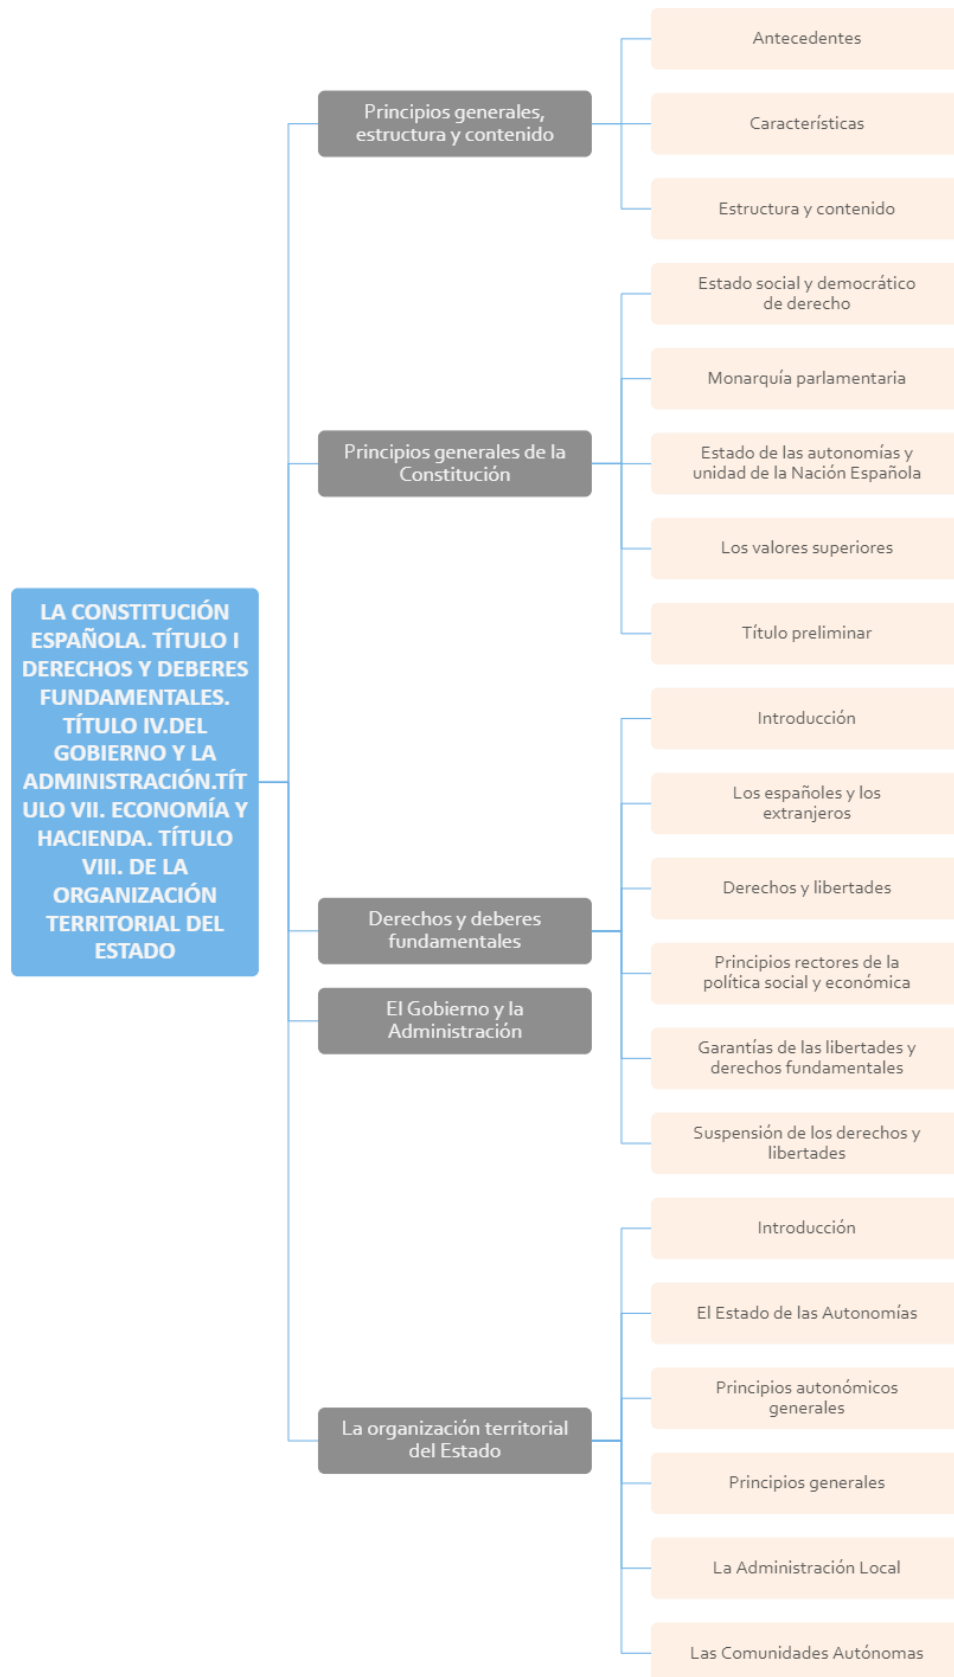 LA CONSTITUCIÓN
ESPAÑOLA. TÍTULO I
DERECHOS Y DEBERES
FUNDAMENTALES.
TÍTULO IV.DEL
GOBIERNO Y LA
ADMINISTRACIÓN.TÍT
ULO VII. ECONOMÍA Y
HACIENDA. TÍTULO
VIII. DE LA
ORGANIZACIÓN
TERRITORIAL DEL
ESTADO
Principios generales,
estructura y contenido
Antecedentes
Características
Estructura y contenido
Principios generales de la
Constitución
Estado social y democrático
de derecho
Monarquía parlamentaria
Estado de las autonomías y
unidad de la Nación Española
Los valores superiores
Título preliminar
Derechos y deberes
fundamentales
Introducción
Los españoles y los
extranjeros
Derechos y libertades
Principios rectores de la
política social y económica
Garantías de las libertades y
derechos fundamentales
Suspensión de los derechos y
libertades
El Gobierno y la
Administración
La organización territorial
del Estado
Introducción
El Estado de las Autonomías
Principios autonómicos
generales
Principios generales
La Administración Local
Las Comunidades Autónomas